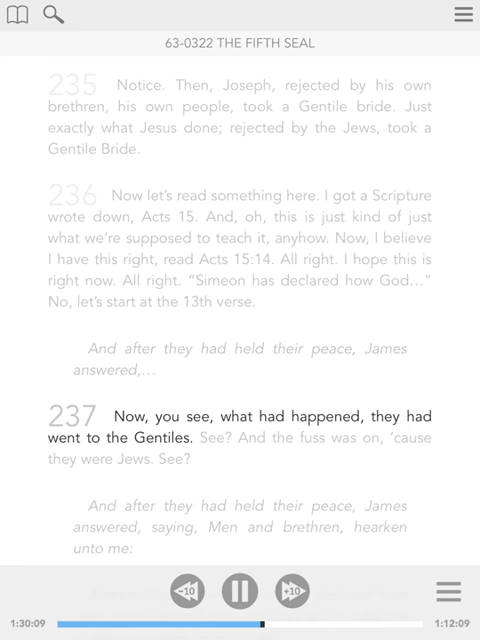 63-0322 THE FIFTH SEAL
235 Notice. Then, Joseph, rejected by his own
brethren, his own people, took a Gentile bride. Just
exactly what Jesus done; rejected by the Jews, took a
Gentile Bride.
236 Now let's read something here. I got a Scripture
wrote down, Acts 15. And, oh, this is just kind of just
what we're supposed to teach it, anyhow. Now, I believe
I have this right, read Acts 15:14. All right. I hope this is
right now. All right. “Simeon has declared how God…“
No, let's start at the 13th verse.
And after they had held their peace, James
answered,…
237 Now, you see, what had happened, they had
went to the Gentiles. See? And the fuss was on, ’cause
they were Jews. See?
And after they had held their peace, James
answered, saying, Men and brethren, hearken
unto me:
-10
+10
1:30:09
1:12:09